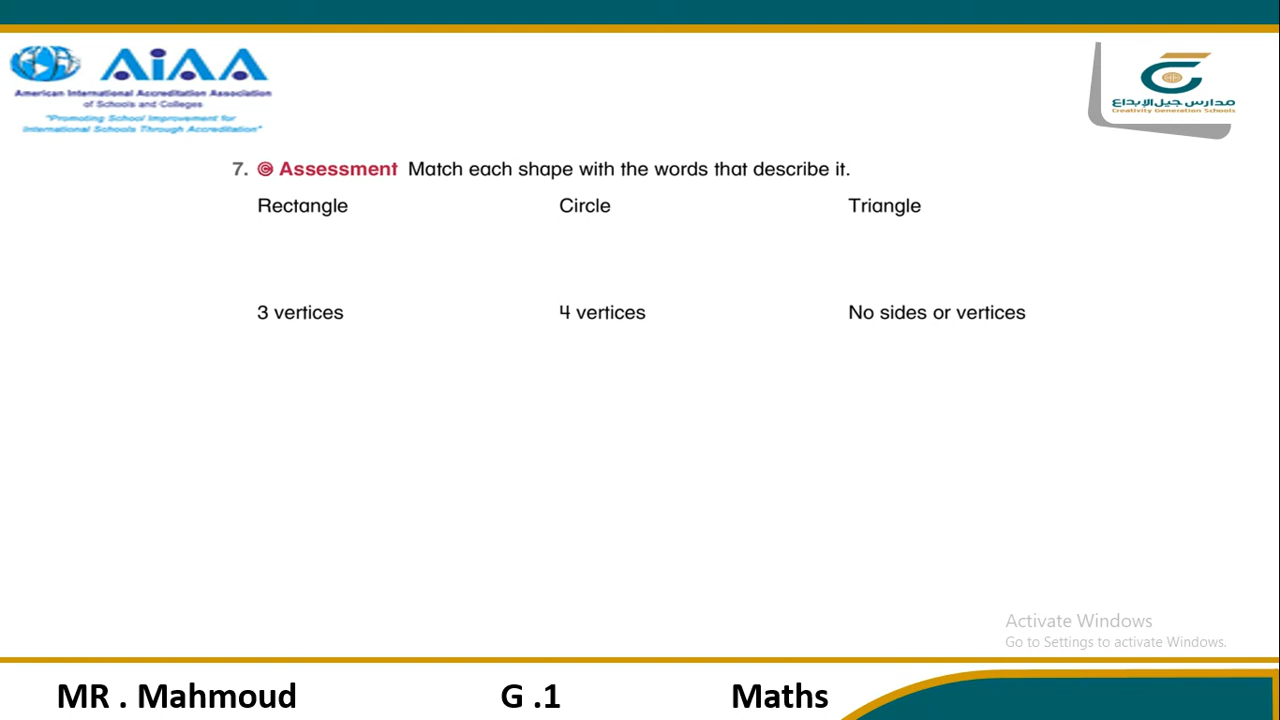 AiAA
American International Accreditation Association
of Schools and Colleges
"Promoting School Improvement for
International Schools Through Accreditation"
مدارس جيل الإبداع
Creativity Generation Schools
7. © Assessment Match each shape with the words that describe it.
Rectangle Circle Triangle
3 vertices 4 vertices No sides or vertices
Activate Windows
Go to Settings to activate Windows.
MR . Mahmoud G .1 Maths